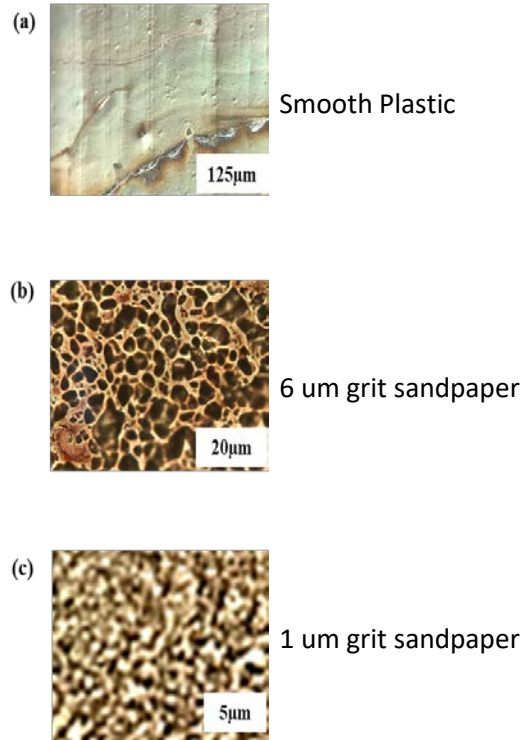 (a)
Smooth Plastic
125µm
(b)
6 um grit sandpaper
20µm
(c)
1 um grit sandpaper
5µm